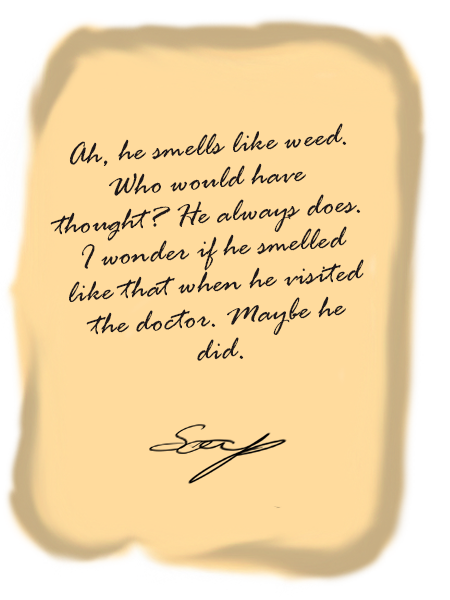 Ah, he smells like weed.
Who would have
thought? He always does.
I wonder if he smelled
like that when he visited
the doctor. Maybe he
did.